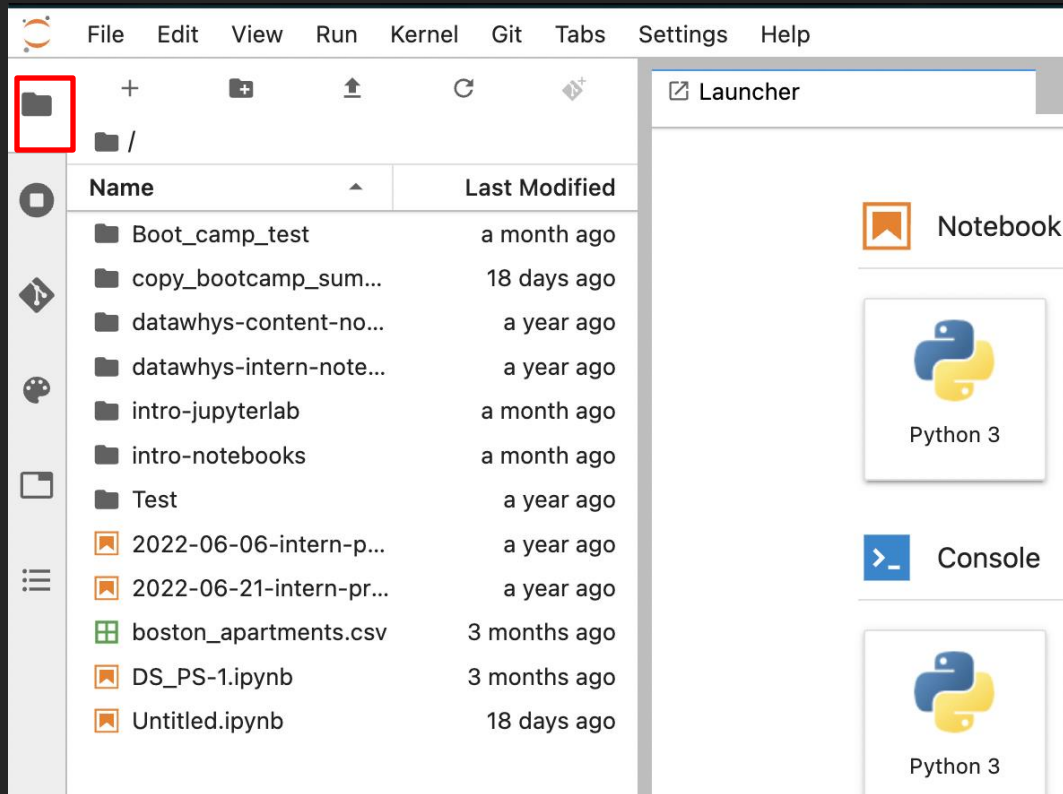 File Edit View Run Kernel Git Tabs Settings Help
Launcher
/
Name Last Modified
Boot_camp_test a month ago
copy_bootcamp_sum... 18 days ago
datawhys-content-no... a year ago
datawhys-intern-note... a year ago
intro-jupyterlab a month ago
intro-notebooks a month ago
Test a year ago
2022-06-06-intern-p... a year ago
2022-06-21-intern-pr... a year ago
boston_apartments.csv 3 months ago
DS_PS-1.ipynb 3 months ago
Untitled.ipynb 18 days ago
Notebook
Python 3
Console
Python 3